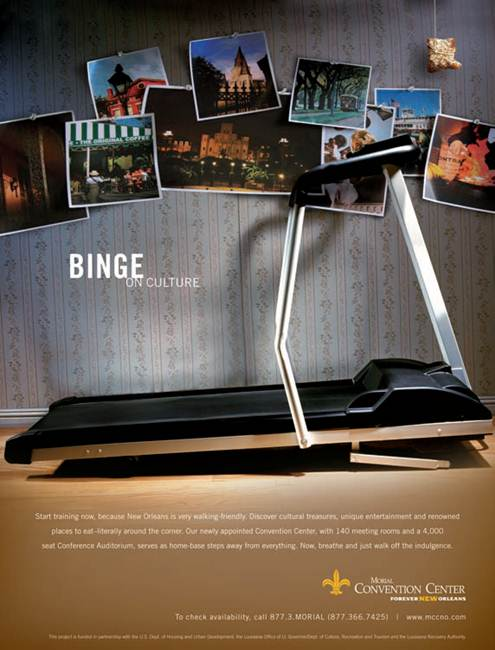 E • THE ORIGINAL COFFEE
BINGE
ON CULTURE
Start training now, because New Orleans is very walking-friendly. Discover cultural treasures, unique entertainment and renowned
places to eat–literally around the corner. Our newly appointed Convention Center, with 140 meeting rooms and a 4,000
seat Conference Auditorium, serves as home-base steps away from everything. Now, breathe and just walk off the indulgence.
MORIAL
CONVENTION CENTER
FOREVER NEW ORLEANS
To check availability, call 877.3.MORIAL (877.366.7425) | www.mccno.com
This project is funded in partnership with the U.S. Dept. of Housing and Urban Development, the Louisiana Office of Lt. Governor/Dept. of Culture, Recreation and Tourism and the Louisiana Recovery Authority